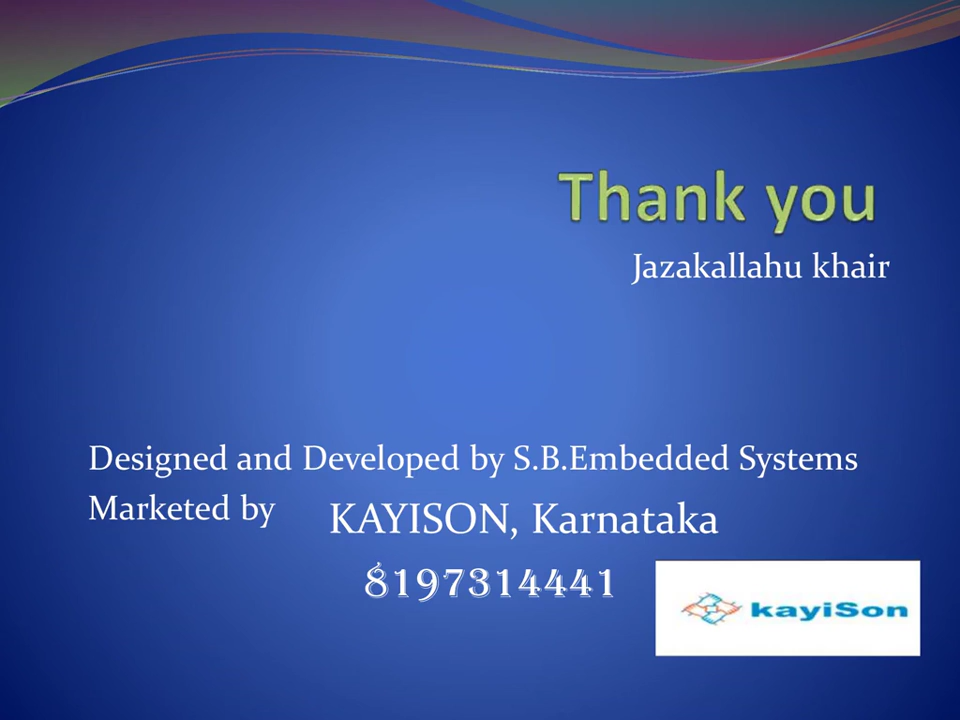 Thank you
Jazakallahu khair
Designed and Developed by S.B.Embedded Systems
Marketed by
KAYISON, Karnataka
8197314441
kayiSon